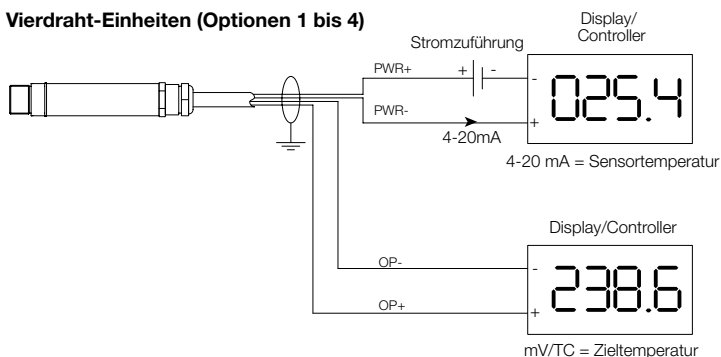 Vierdraht-Einheiten (Optionen 1 bis 4)
Stromzuführung
Display/
Controller
PWR+
+ -
-
025.4
PWR-
+
4-20mA
4-20 mA = Sensortemperatur
Display/Controller
OP-
-
238.6
OP+
+
mV/TC = Zieltemperatur